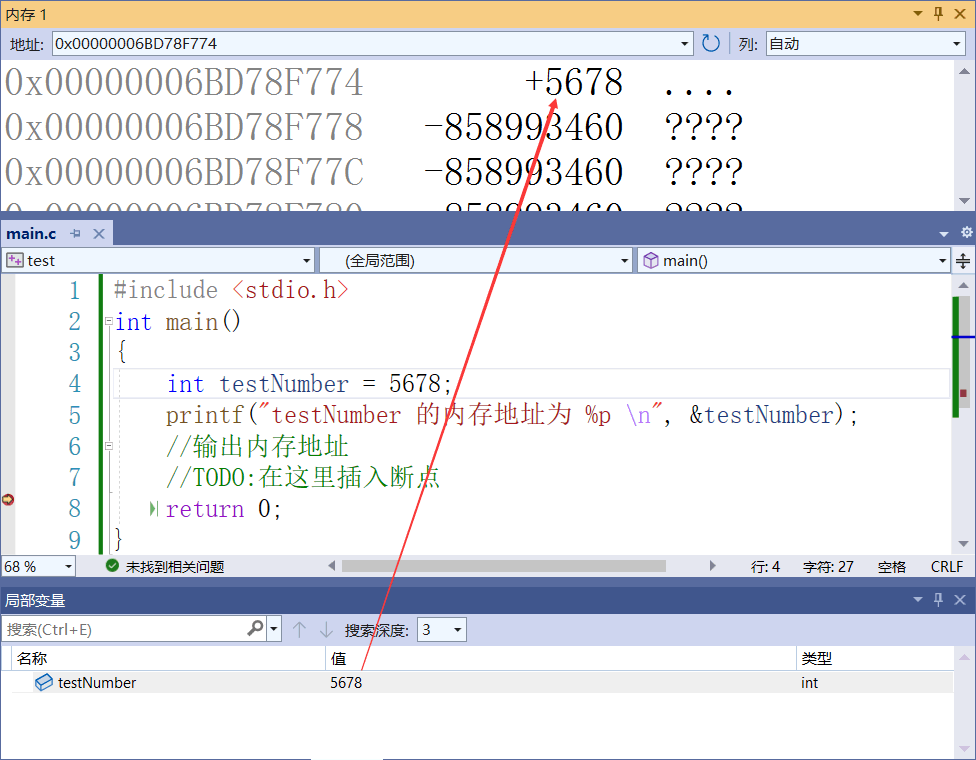 内存 1
地址: 0x00000006BD78F774 列: 自动
0x00000006BD78F774 +5678 ....
0x00000006BD78F778 -858993460 ????
0x00000006BD78F77C -858993460 ????
0x00000006BD78F780 -858993460 ????
main.c
test (全局范围) main()
1 #include <stdio.h>
2 int main()
3 {
4 int testNumber = 5678;
5 printf("testNumber 的内存地址为 %p \n", &testNumber);
6 //输出内存地址
7 //TODO:在这里插入断点
8 return 0;
9 }
68 % 未找到相关问题 行: 4 字符: 27 空格 CRLF
局部变量
搜索(Ctrl+E) 搜索深度: 3
名称 值 类型
testNumber 5678 int